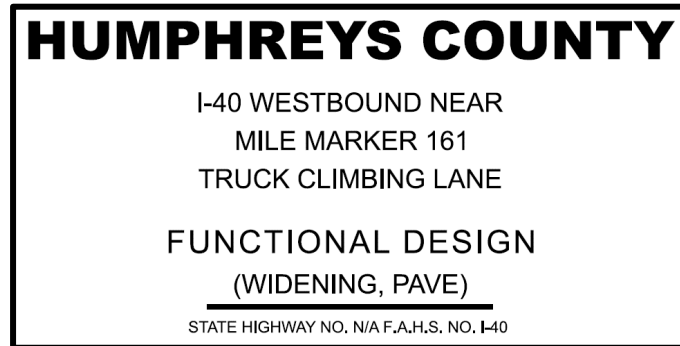 HUMPHREYS COUNTY
I-40 WESTBOUND NEAR
MILE MARKER 161
TRUCK CLIMBING LANE
FUNCTIONAL DESIGN
(WIDENING, PAVE)
STATE HIGHWAY NO. N/A F.A.H.S. NO. I-40